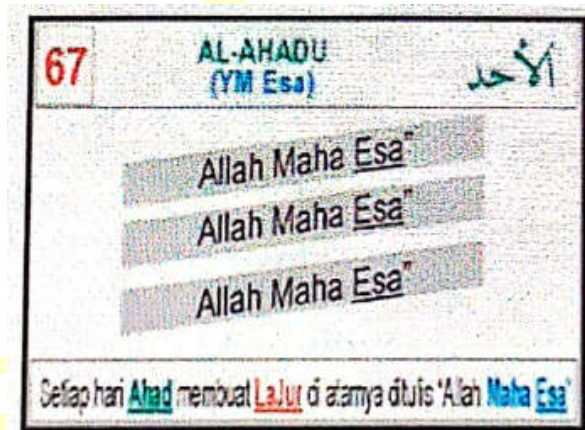 67
AL-AHADU
(YM Esa)
الأحد
Allah Maha Esa"
Allah Maha Esa"
Allah Maha Esa"
Setiap hari Ahad membuat LaJur di atasnya ditulis "Allah Maha Esa"